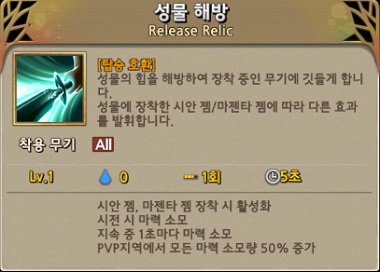 성물 해방
Release Relic
[탑승 호환]
성물의 힘을 해방하여 장착 중인 무기에 깃들게 합니
다.
성물에 장착한 시안 젬/마젠타 젬에 따라 다른 효과
를 발휘합니다.
착용 무기 All
Lv.1 0 1회 5초
시안 젬, 마젠타 젬 장착 시 활성화
시전 시 마력 소모
지속 중 1초마다 마력 소모
PVP지역에서 모든 마력 소모량 50% 증가